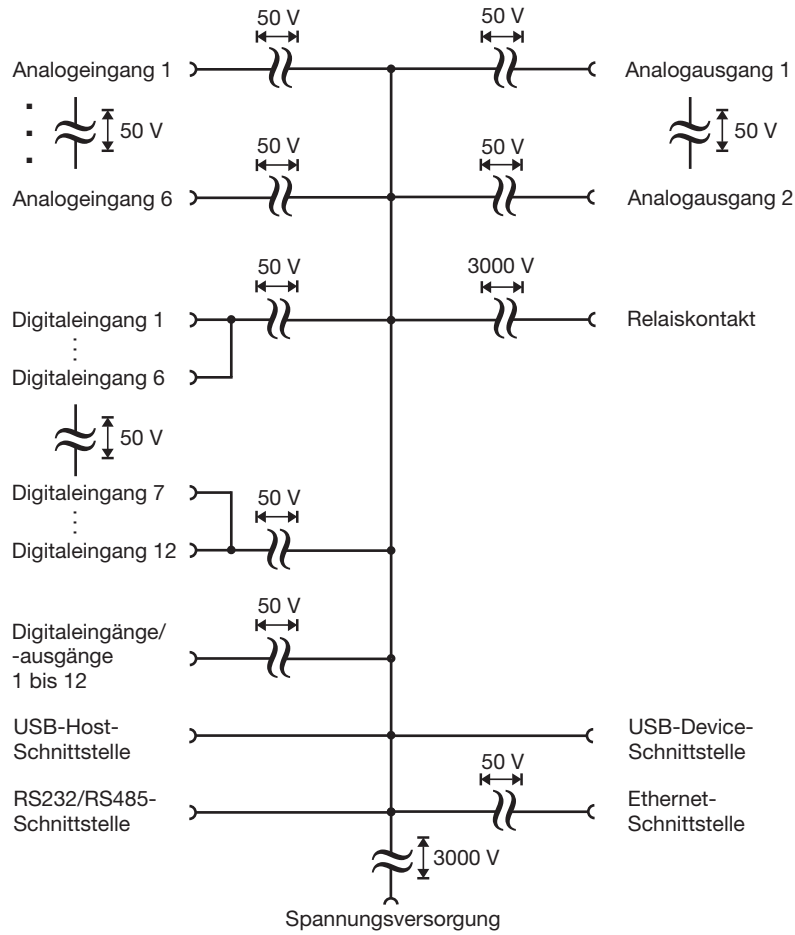 50 V
50 V
Analogeingang 1
Analogausgang 1
50 V
50 V
50 V
50 V
Analogeingang 6
Analogausgang 2
50 V
3000 V
Digitaleingang 1
Relaiskontakt
Digitaleingang 6
50 V
Digitaleingang 7
50 V
Digitaleingang 12
50 V
Digitaleingänge/
-ausgänge
1 bis 12
USB-Host-
Schnittstelle
USB-Device-
Schnittstelle
50 V
RS232/RS485-
Schnittstelle
Ethernet-
Schnittstelle
3000 V
Spannungsversorgung